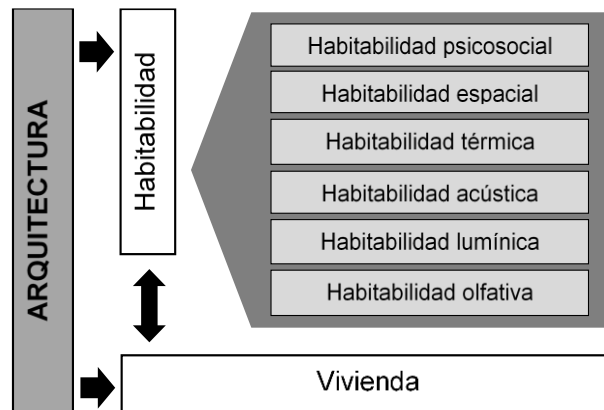 ARQUITECTURA
Habitabilidad
Habitabilidad psicosocial
Habitabilidad espacial
Habitabilidad térmica
Habitabilidad acústica
Habitabilidad lumínica
Habitabilidad olfativa
Vivienda